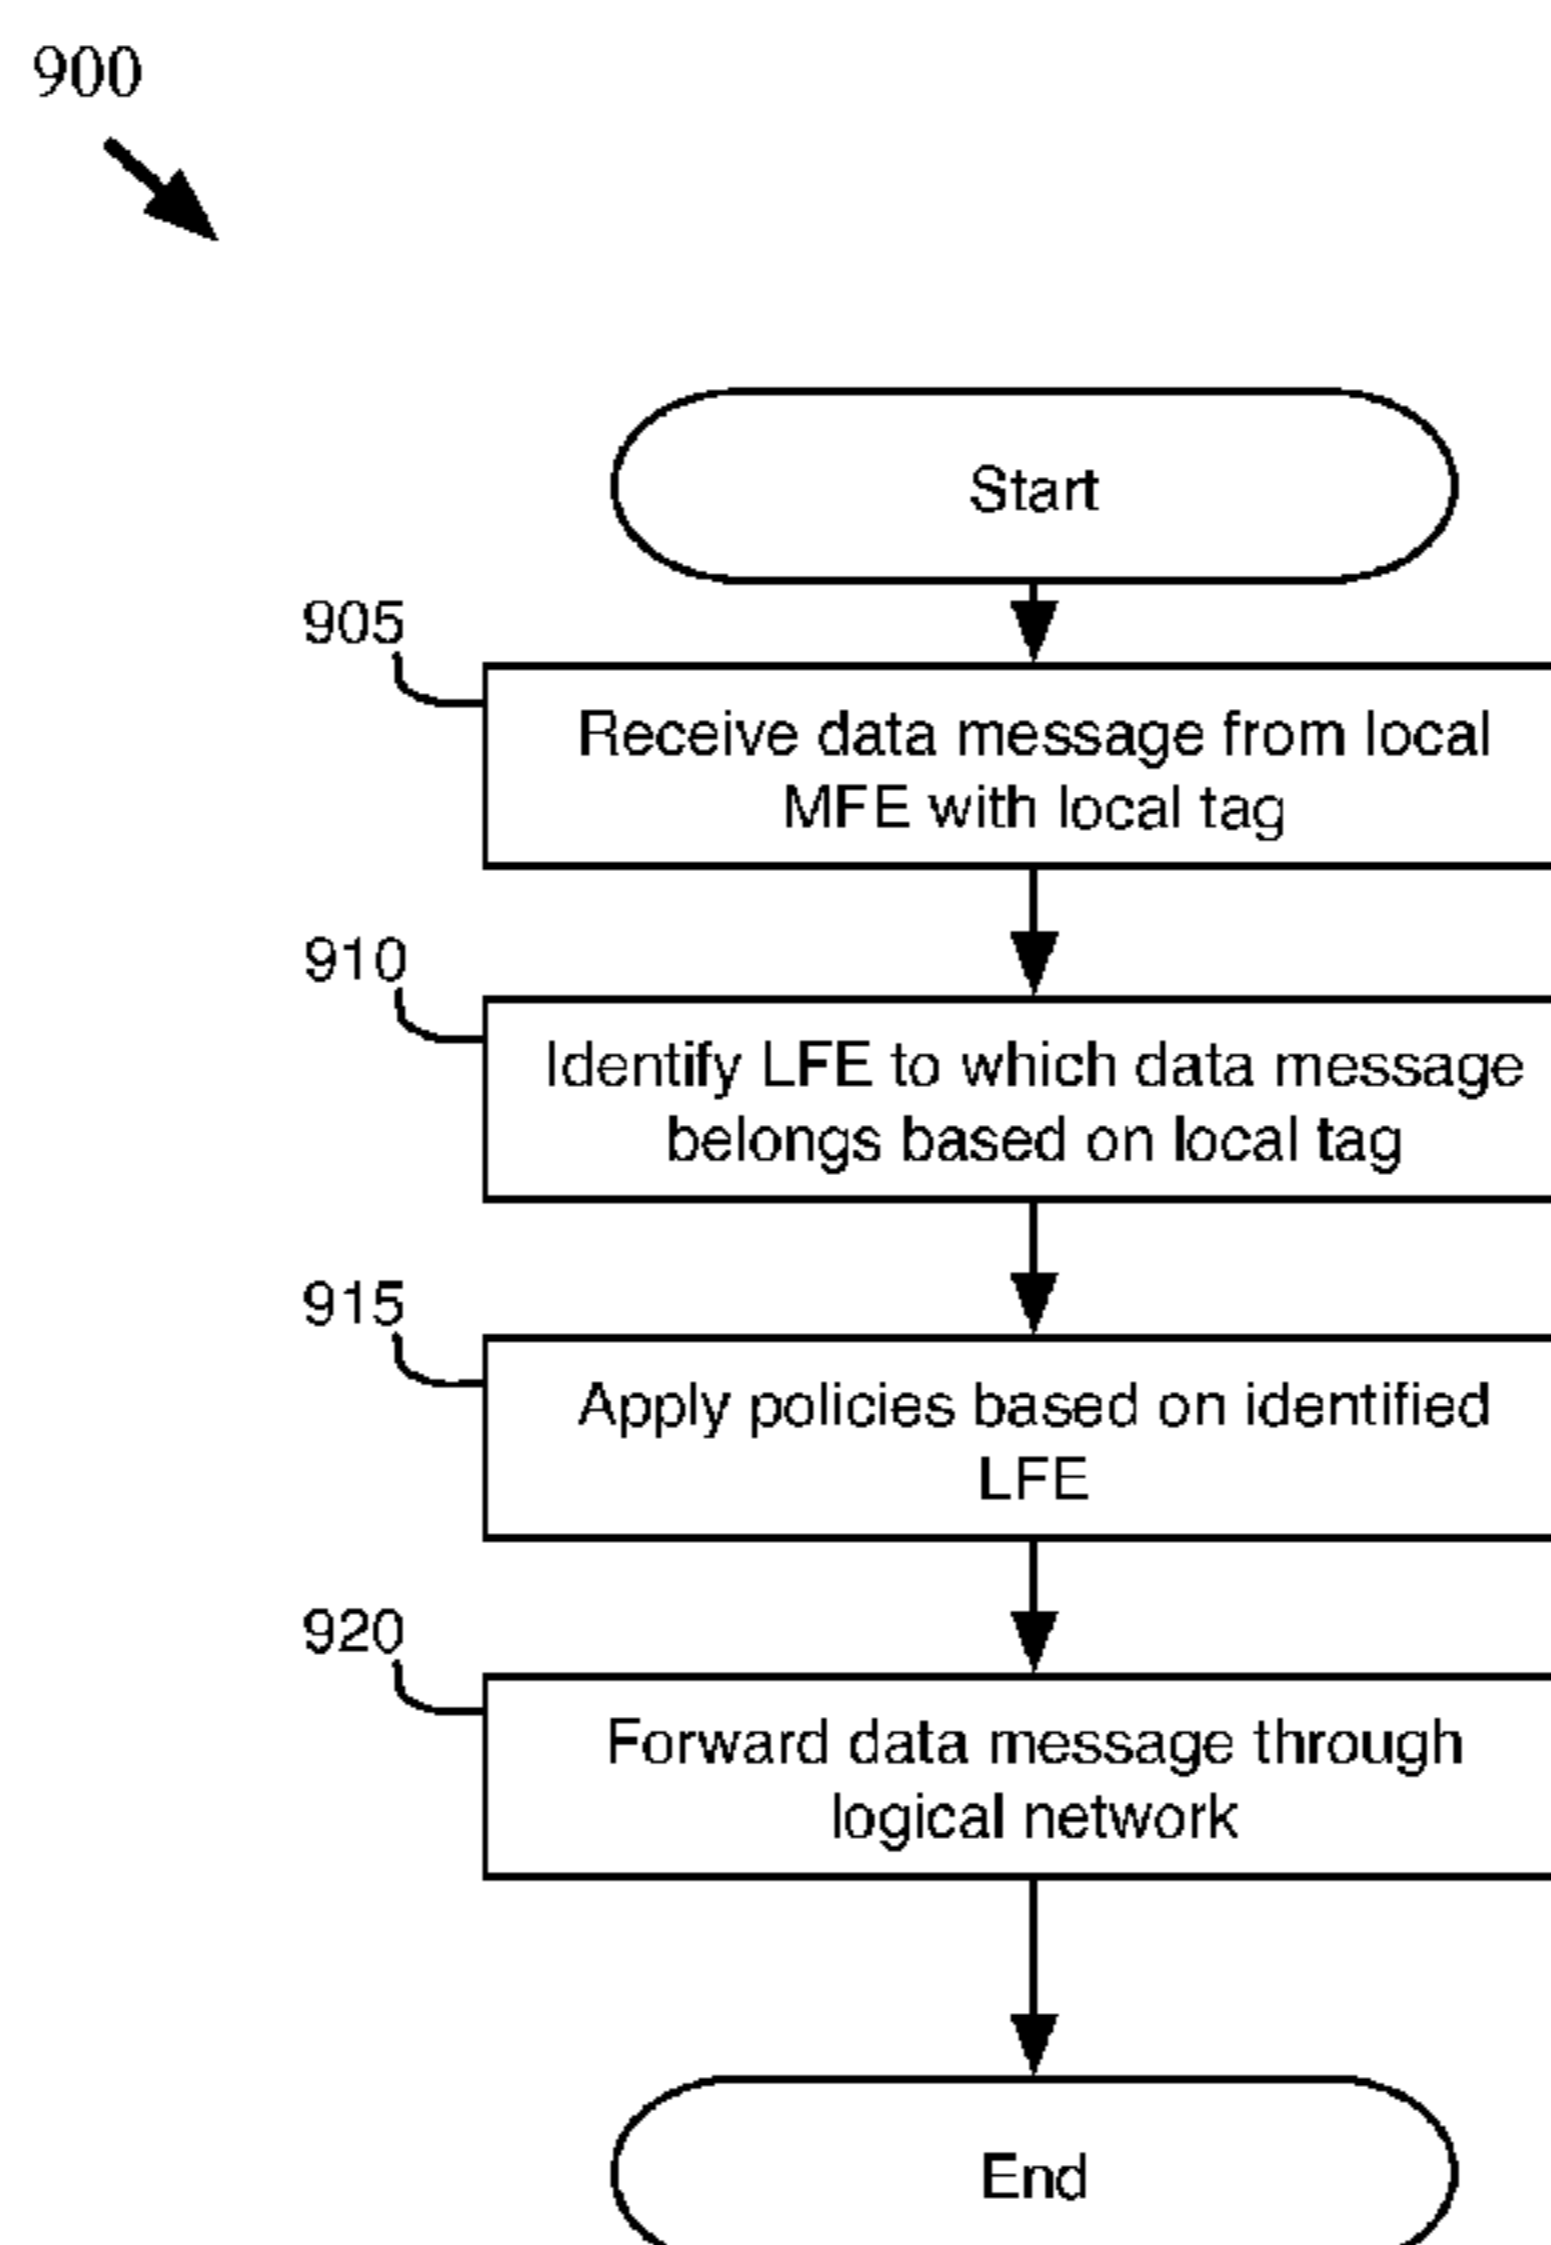 900
Start
905
Receive data message from local
MFE with local tag
910
Identify LFE to which data message
belongs based on local tag
915
Apply policies based on identified
LFE
920
Forward data message through
logical network
End